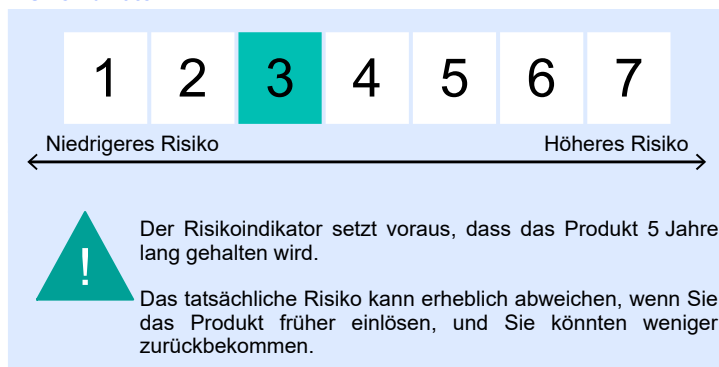 1 2 3 4 5 6 7
Niedrigeres Risiko Höheres Risiko
!
Der Risikoindikator setzt voraus, dass das Produkt 5 Jahre
lang gehalten wird.
Das tatsächliche Risiko kann erheblich abweichen, wenn Sie
das Produkt früher einlösen, und Sie könnten weniger
zurückbekommen.